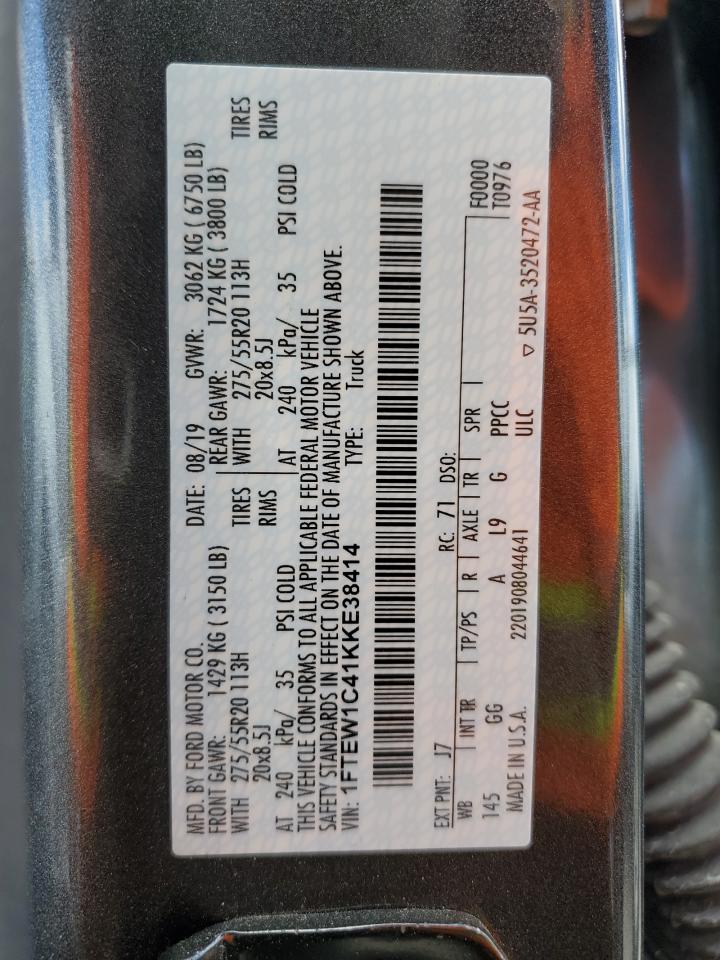 MFD. BY FORD MOTOR CO. DATE: 08/19 GVWR: 3062 KG ( 6750 LB)
FRONT GAWR: 1429 KG ( 3150 LB) REAR GAWR: 1724 KG ( 3800 LB)
WITH 275/55R20 113H TIRES WITH 275/55R20 113H TIRES
20x8.5J RIMS 20x8.5J RIMS
AT 240 kPa/ 35 PSI COLD AT 240 kPa/ 35 PSI COLD
THIS VEHICLE CONFORMS TO ALL APPLICABLE FEDERAL MOTOR VEHICLE
SAFETY STANDARDS IN EFFECT ON THE DATE OF MANUFACTURE SHOWN ABOVE.
VIN: 1FTEW1C41KKE38414 TYPE: Truck
EXT PNT: J7 RC: 71 DSO:
WB INT TR TP/PS R AXLE TR SPR F0000
145 GG A L9 G PPCC T0976
MADE IN U.S.A. 2201908044641 ULC
▽ 5U5A-3520472-AA